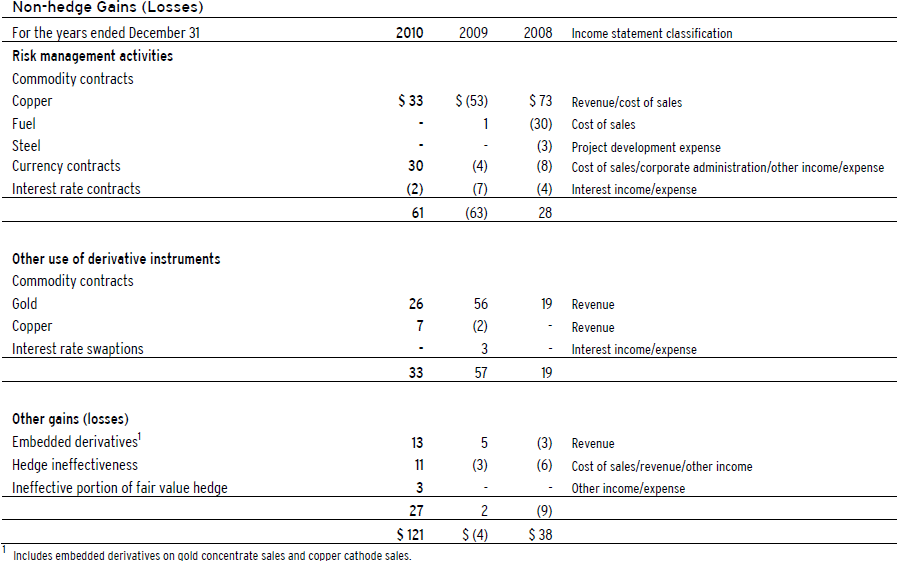 Non-hedge Gains (Losses)
For the years ended December 31 2010 2009 2008 Income statement classification
Risk management activities
Commodity contracts
Copper $ 33 $ (53) $ 73 Revenue/cost of sales
Fuel - 1 (30) Cost of sales
Steel - - (3) Project development expense
Currency contracts 30 (4) (8) Cost of sales/corporate administration/other income/expense
Interest rate contracts (2) (7) (4) Interest income/expense
61 (63) 28
Other use of derivative instruments
Commodity contracts
Gold 26 56 19 Revenue
Copper 7 (2) - Revenue
Interest rate swaptions - 3 - Interest income/expense
33 57 19
Other gains (losses)
Embedded derivatives1 13 5 (3) Revenue
Hedge ineffectiveness 11 (3) (6) Cost of sales/revenue/other income
Ineffective portion of fair value hedge 3 - - Other income/expense
27 2 (9)
$ 121 $ (4) $ 38
1 Includes embedded derivatives on gold concentrate sales and copper cathode sales.